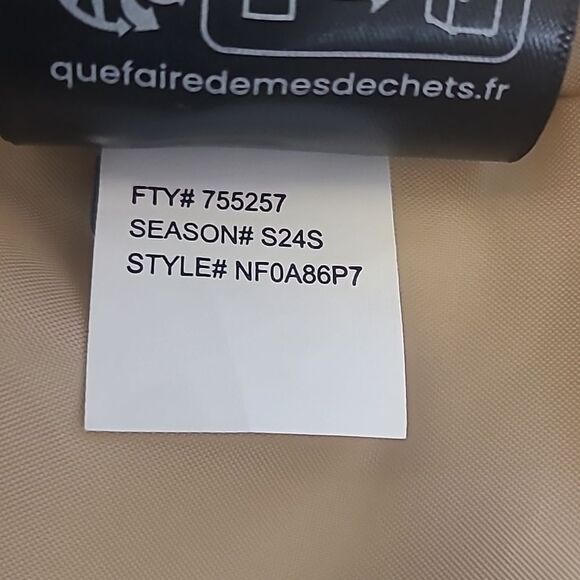 quefairedemesdechets.fr
FTY# 755257
SEASON# S24S
STYLE# NF0A86P7